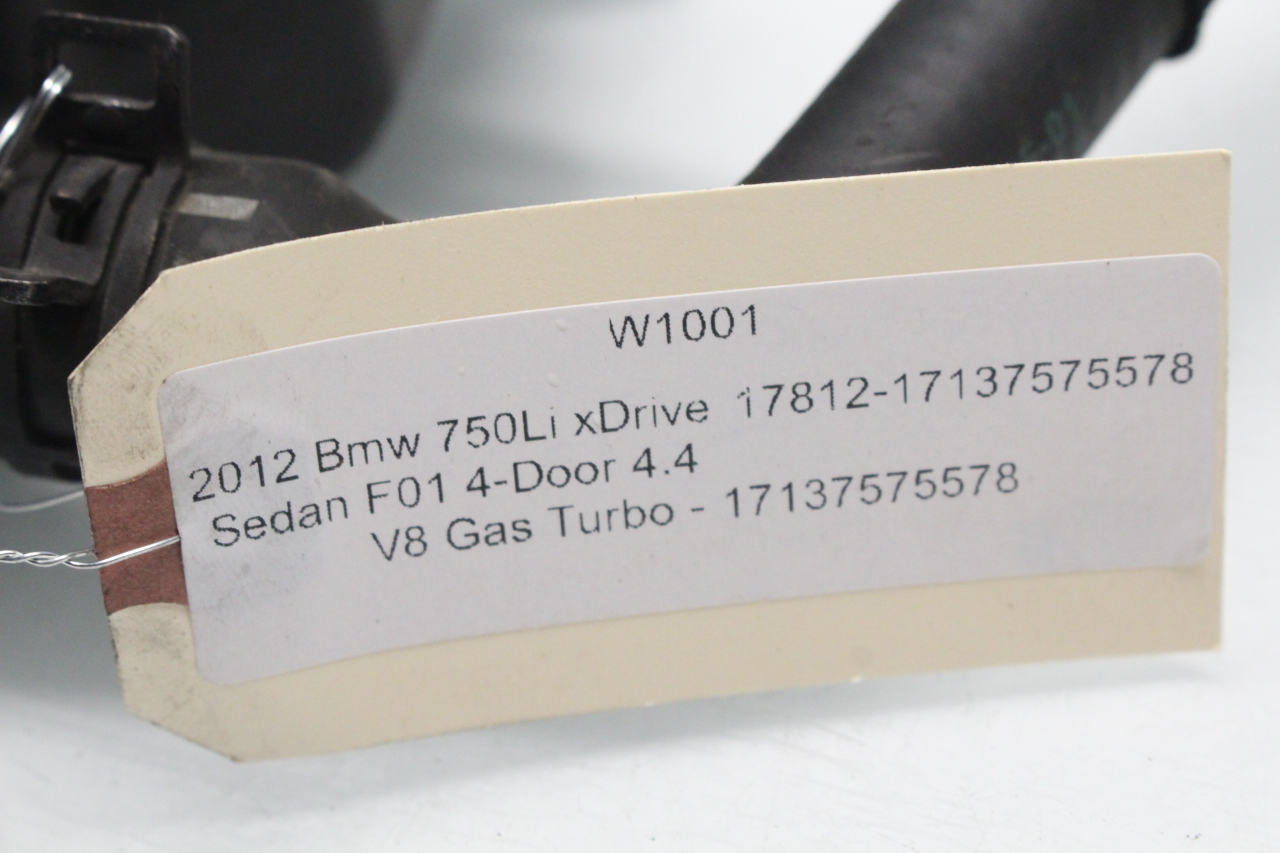 W1001
2012 Bmw 750Li xDrive 17812-17137575578
Sedan F01 4-Door 4.4
V8 Gas Turbo - 17137575578